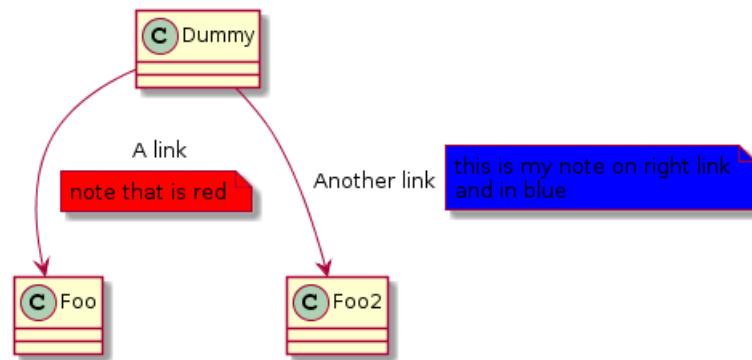 C Dummy
A link
note that is red
Another link
this is my note on right link
and in blue
C Foo
C Foo2